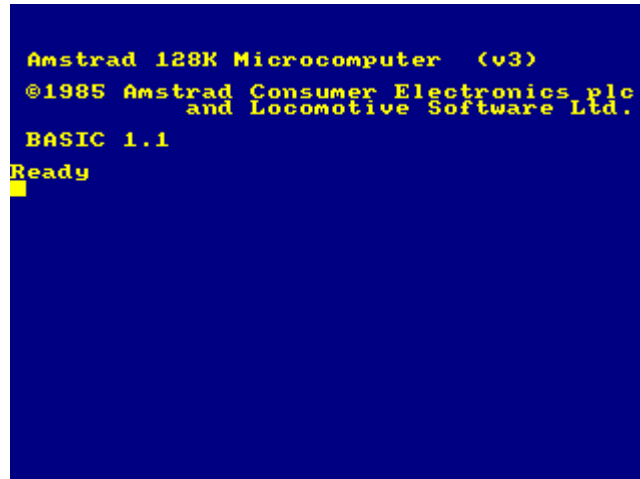 Amstrad 128K Microcomputer (v3)
©1985 Amstrad Consumer Electronics plc
and Locomotive Software Ltd.
BASIC 1.1
Ready